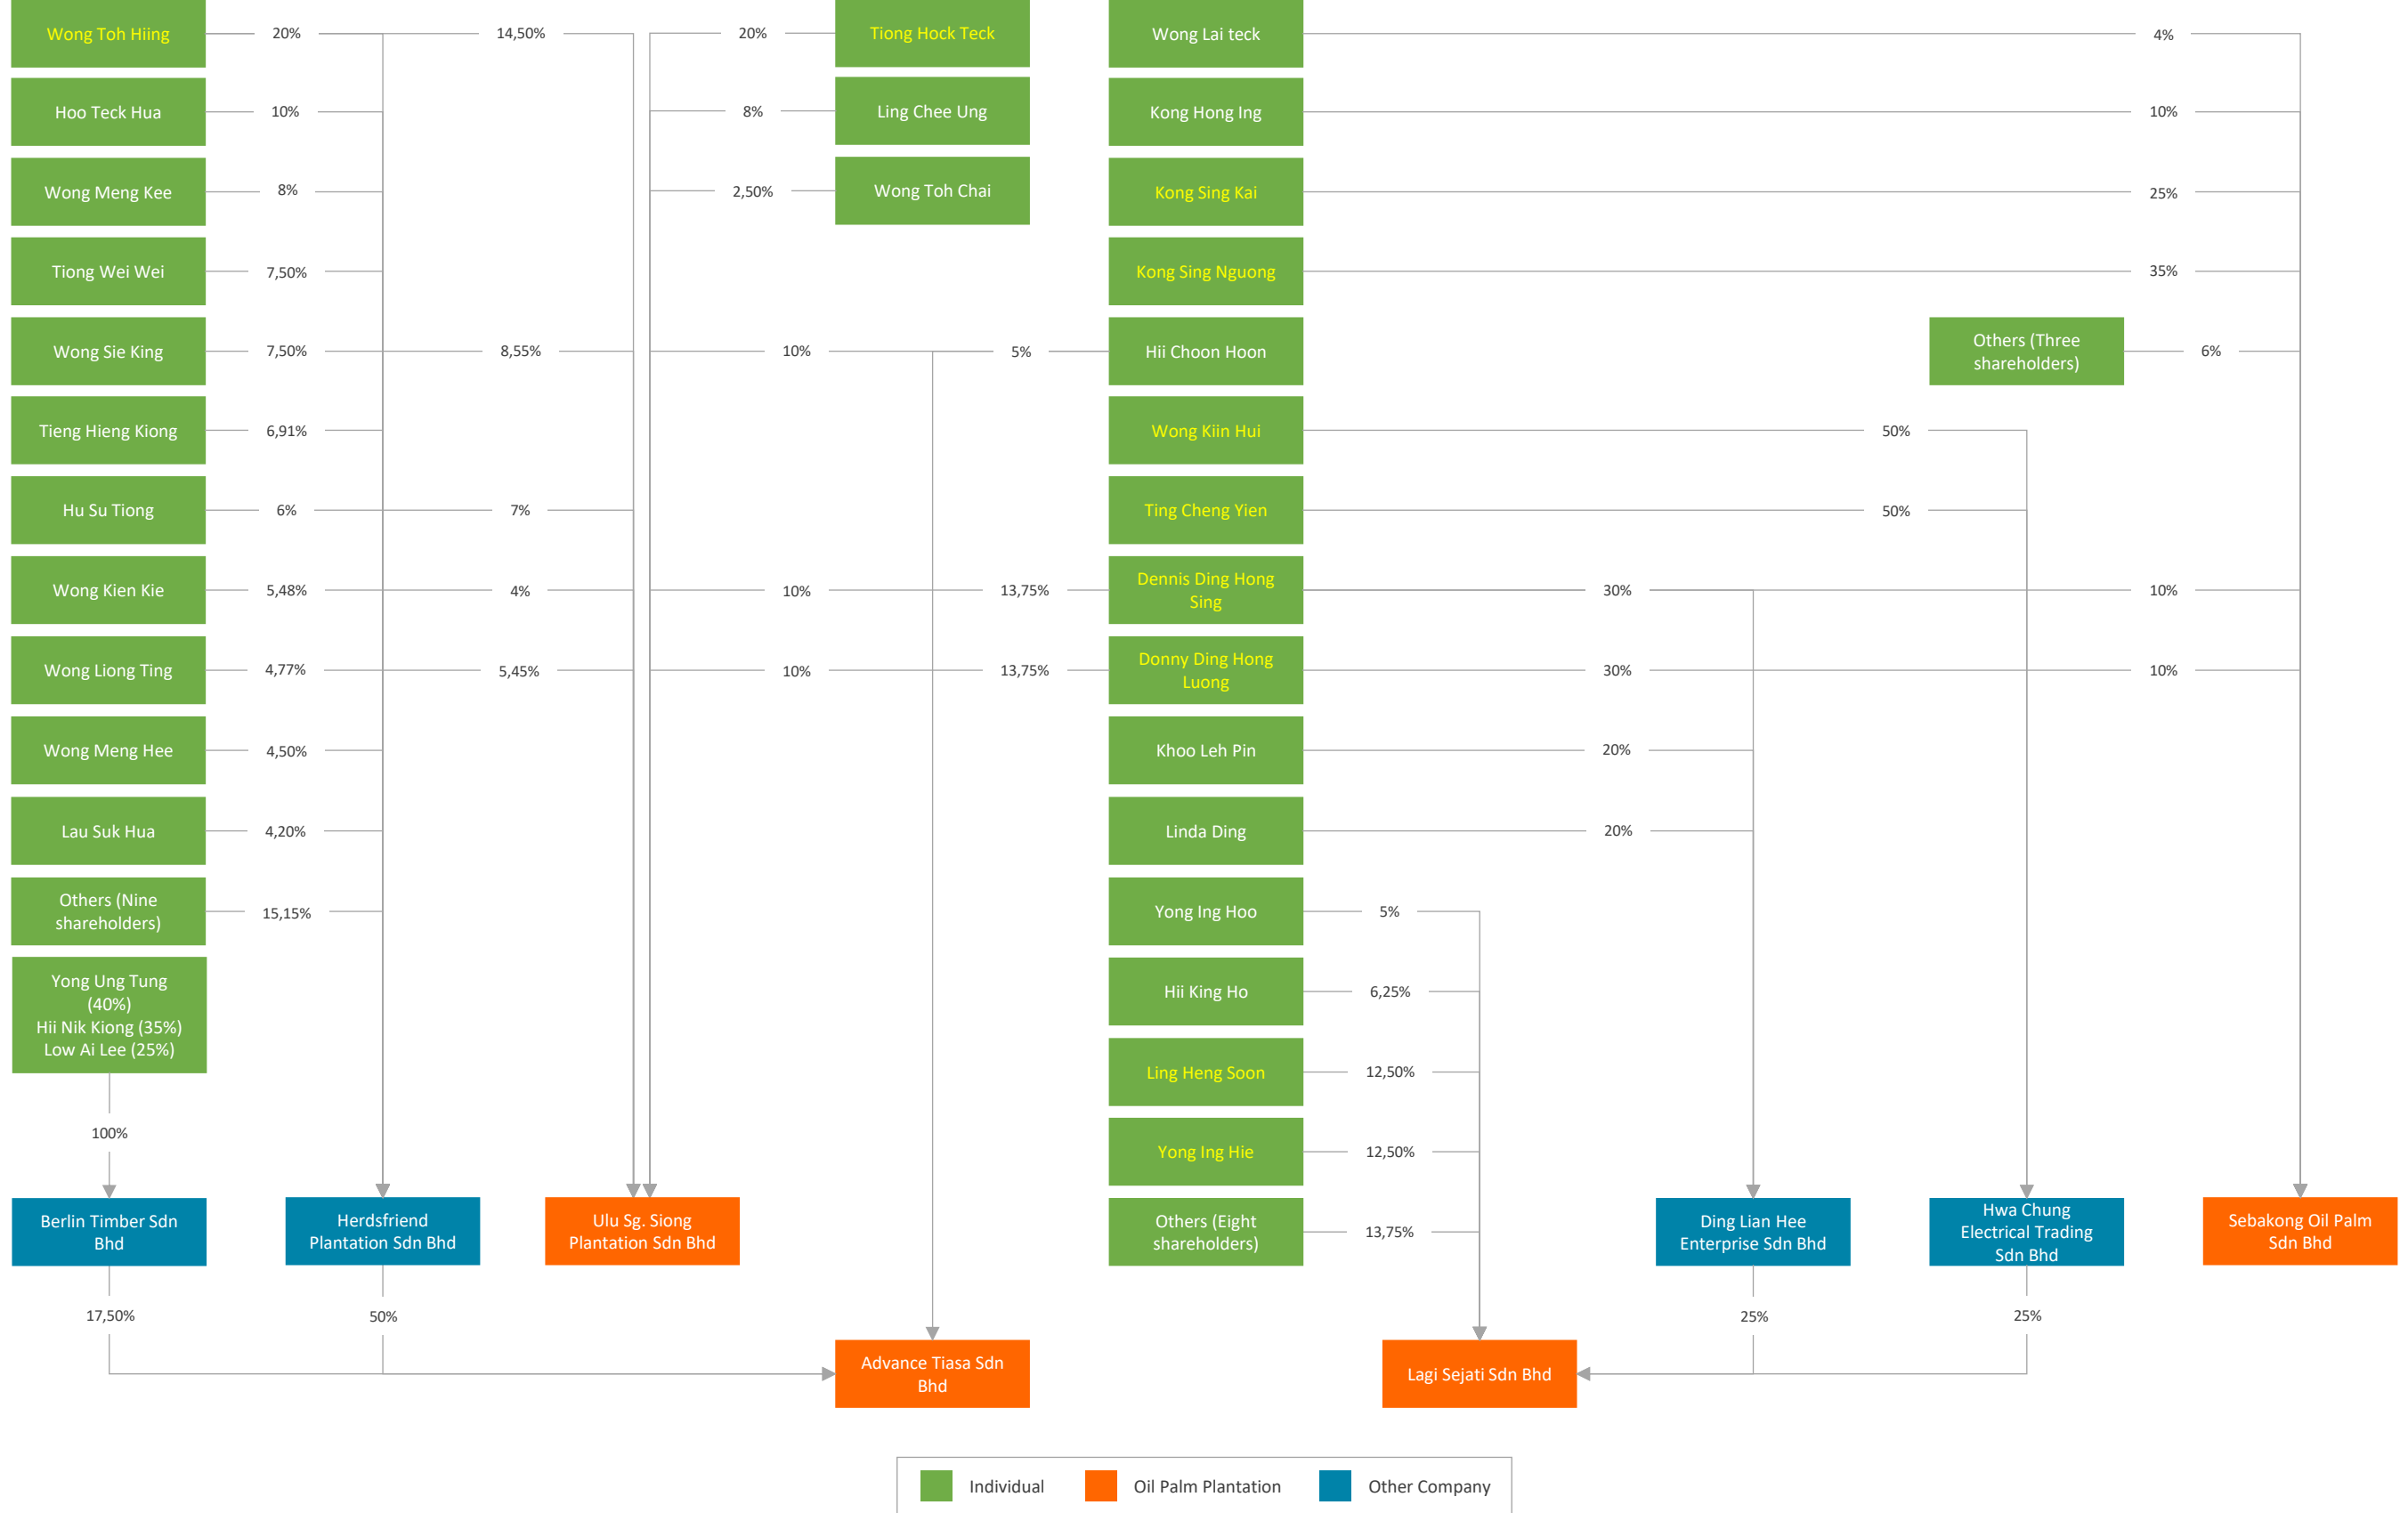 Wong Toh Hiing
20%
14,50%
20%
Tiong Hock Teck
Wong Lai teck
4%
Hoo Teck Hua
10%
8%
Ling Chee Ung
Kong Hong Ing
10%
Wong Meng Kee
8%
2,50%
Wong Toh Chai
Kong Sing Kai
25%
Tiong Wei Wei
7,50%
Kong Sing Nguong
35%
Wong Sie King
7,50%
8,55%
10%
5%
Hii Choon Hoon
Others (Three
shareholders)
6%
Tieng Hieng Kiong
6,91%
Wong Kiin Hui
50%
Hu Su Tiong
6%
7%
Ting Cheng Yien
50%
Wong Kien Kie
5,48%
4%
10%
13,75%
Dennis Ding Hong
Sing
30%
10%
Wong Liong Ting
4,77%
5,45%
10%
13,75%
Donny Ding Hong
Luong
30%
10%
Wong Meng Hee
4,50%
Khoo Leh Pin
20%
Lau Suk Hua
4,20%
Linda Ding
20%
Others (Nine
shareholders)
15,15%
Yong Ing Hoo
5%
Yong Ung Tung
(40%)
Hii Nik Kiong (35%)
Low Ai Lee (25%)
Hii King Ho
6,25%
Ling Heng Soon
12,50%
100%
Yong Ing Hie
12,50%
Berlin Timber Sdn
Bhd
Herdsfriend
Plantation Sdn Bhd
Ulu Sg. Siong
Plantation Sdn Bhd
Others (Eight
shareholders)
13,75%
Ding Lian Hee
Enterprise Sdn Bhd
Hwa Chung
Electrical Trading
Sdn Bhd
Sebakong Oil Palm
Sdn Bhd
17,50%
50%
25%
25%
Advance Tiasa Sdn
Bhd
Lagi Sejati Sdn Bhd
Individual
Oil Palm Plantation
Other Company